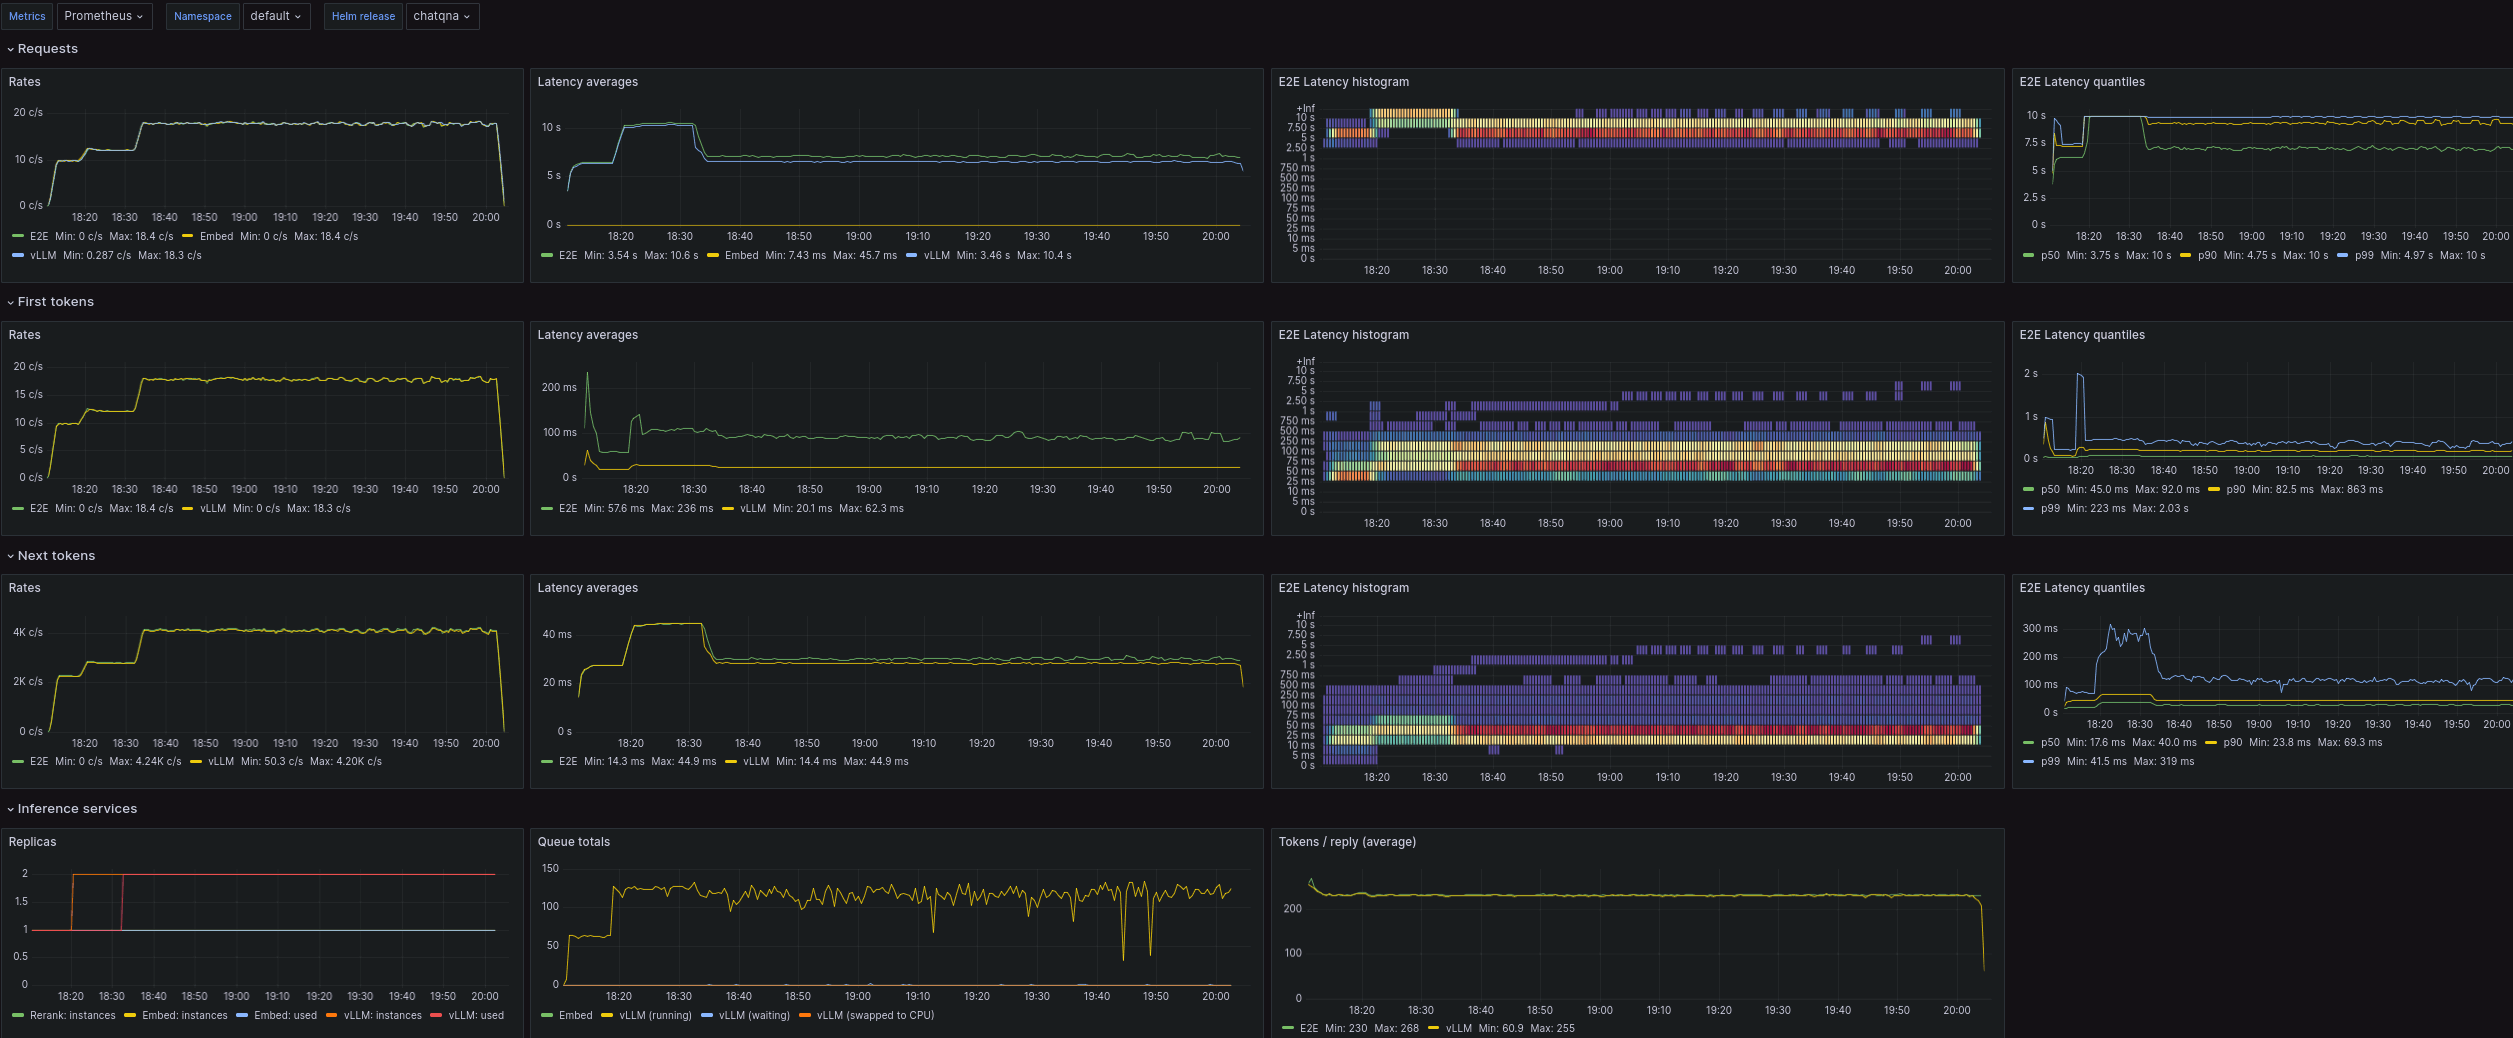 Metrics Prometheus Namespace default Helm release chatqna
Requests
Rates
20 c/s
10 c/s
0 c/s
18:20 18:30 18:40 18:50 19:00 19:10 19:20 19:30 19:40 19:50 20:00
E2E Min: 0 c/s Max: 18.4 c/s Embed Min: 0 c/s Max: 18.4 c/s
vLLM Min: 0.287 c/s Max: 18.3 c/s
Latency averages
10 s
5 s
0 s
18:20 18:30 18:40 18:50 19:00 19:10 19:20 19:30 19:40 19:50 20:00
E2E Min: 3.54 s Max: 10.6 s Embed Min: 7.43 ms Max: 45.7 ms vLLM Min: 3.46 s Max: 10.4 s
E2E Latency histogram
+Inf
10 s
7.50 s
5 s
2.50 s
1 s
750 ms
500 ms
250 ms
100 ms
75 ms
50 ms
25 ms
10 ms
5 ms
0 s
18:20 18:30 18:40 18:50 19:00 19:10 19:20 19:30 19:40 19:50 20:00
E2E Latency quantiles
10 s
7.5 s
5 s
2.5 s
0 s
18:20 18:30 18:40 18:50 19:00 19:10 19:20 19:30 19:40 19:50 20:00
p50 Min: 3.75 s Max: 10 s p90 Min: 4.75 s Max: 10 s p99 Min: 4.97 s Max: 10 s
First tokens
Rates
20 c/s
15 c/s
10 c/s
5 c/s
0 c/s
18:20 18:30 18:40 18:50 19:00 19:10 19:20 19:30 19:40 19:50 20:00
E2E Min: 0 c/s Max: 18.4 c/s vLLM Min: 0 c/s Max: 18.3 c/s
Latency averages
200 ms
100 ms
0 s
18:20 18:30 18:40 18:50 19:00 19:10 19:20 19:30 19:40 19:50 20:00
E2E Min: 57.6 ms Max: 236 ms vLLM Min: 20.1 ms Max: 62.3 ms
E2E Latency histogram
+Inf
10 s
7.50 s
5 s
2.50 s
1 s
750 ms
500 ms
250 ms
100 ms
75 ms
50 ms
25 ms
10 ms
5 ms
0 s
18:20 18:30 18:40 18:50 19:00 19:10 19:20 19:30 19:40 19:50 20:00
E2E Latency quantiles
2 s
1 s
0 s
18:20 18:30 18:40 18:50 19:00 19:10 19:20 19:30 19:40 19:50 20:00
p50 Min: 45.0 ms Max: 92.0 ms p90 Min: 82.5 ms Max: 863 ms
p99 Min: 223 ms Max: 2.03 s
Next tokens
Rates
4K c/s
2K c/s
0 c/s
18:20 18:30 18:40 18:50 19:00 19:10 19:20 19:30 19:40 19:50 20:00
E2E Min: 0 c/s Max: 4.24K c/s vLLM Min: 50.3 c/s Max: 4.20K c/s
Latency averages
40 ms
20 ms
0 s
18:20 18:30 18:40 18:50 19:00 19:10 19:20 19:30 19:40 19:50 20:00
E2E Min: 14.3 ms Max: 44.9 ms vLLM Min: 14.4 ms Max: 44.9 ms
E2E Latency histogram
+Inf
10 s
7.50 s
5 s
2.50 s
1 s
750 ms
500 ms
250 ms
100 ms
75 ms
50 ms
25 ms
10 ms
5 ms
0 s
18:20 18:30 18:40 18:50 19:00 19:10 19:20 19:30 19:40 19:50 20:00
E2E Latency quantiles
300 ms
200 ms
100 ms
0 s
18:20 18:30 18:40 18:50 19:00 19:10 19:20 19:30 19:40 19:50 20:00
p50 Min: 17.6 ms Max: 40.0 ms p90 Min: 23.8 ms Max: 69.3 ms
p99 Min: 41.5 ms Max: 319 ms
Inference services
Replicas
2
1.5
1
0.5
0
18:20 18:30 18:40 18:50 19:00 19:10 19:20 19:30 19:40 19:50 20:00
Rerank: instances Embed: instances Embed: used vLLM: instances vLLM: used
Queue totals
150
100
50
0
18:20 18:30 18:40 18:50 19:00 19:10 19:20 19:30 19:40 19:50 20:00
Embed vLLM (running) vLLM (waiting) vLLM (swapped to CPU)
Tokens / reply (average)
200
100
0
18:20 18:30 18:40 18:50 19:00 19:10 19:20 19:30 19:40 19:50 20:00
E2E Min: 230 Max: 268 vLLM Min: 60.9 Max: 255